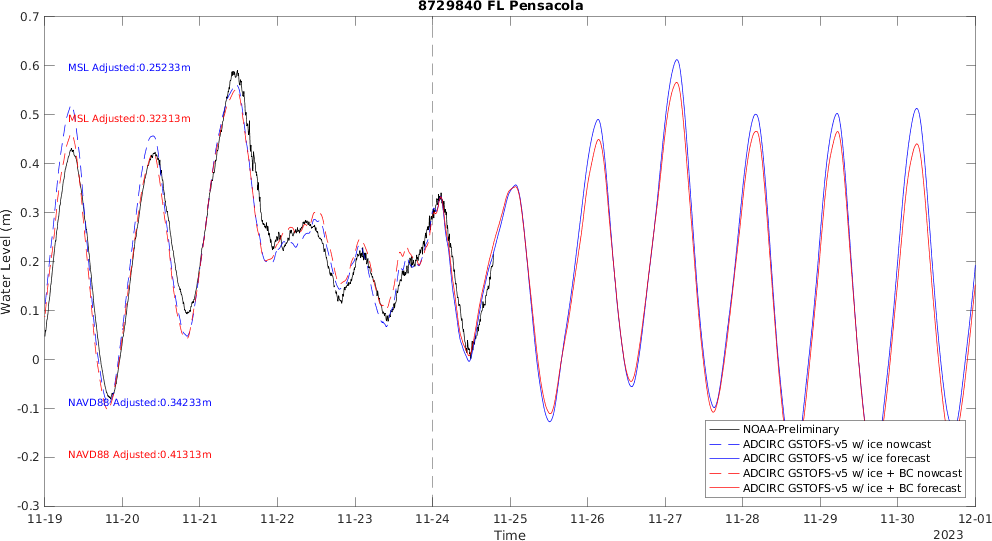 8729840 FL Pensacola
0.7
0.6
0.5
0.4
0.3
0.2
0.1
0
-0.1
-0.2
-0.3
Water Level (m)
MSL Adjusted:0.25233m
MSL Adjusted:0.32313m
NAVD88 Adjusted:0.34233m
NAVD88 Adjusted:0.41313m
NOAA-Preliminary
ADCIRC GSTOFS-v5 w/ ice nowcast
ADCIRC GSTOFS-v5 w/ ice forecast
ADCIRC GSTOFS-v5 w/ ice + BC nowcast
ADCIRC GSTOFS-v5 w/ ice + BC forecast
11-19 11-20 11-21 11-22 11-23 11-24 11-25 11-26 11-27 11-28 11-29 11-30 12-01
Time
2023